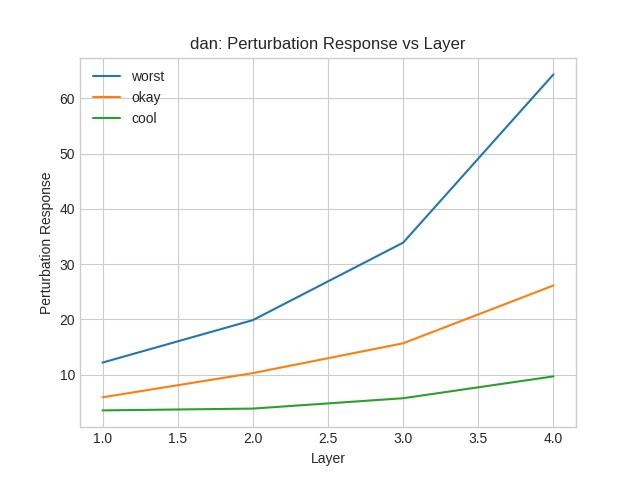 dan: Perturbation Response vs Layer
worst
okay
cool
60
50
40
30
20
10
Perturbation Response
1.0 1.5 2.0 2.5 3.0 3.5 4.0
Layer